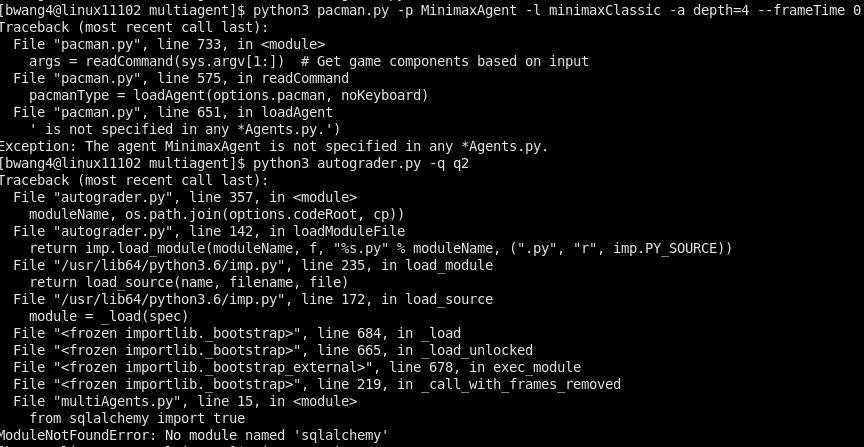 [bwang4@linux11102 multiagent]$ python3 pacman.py -p MinimaxAgent -l minimaxClassic -a depth=4 --frameTime 0
Traceback (most recent call last):
  File "pacman.py", line 733, in <module>
    args = readCommand(sys.argv[1:])  # Get game components based on input
  File "pacman.py", line 575, in readCommand
    pacmanType = loadAgent(options.pacman, noKeyboard)
  File "pacman.py", line 651, in loadAgent
    ' is not specified in any *Agents.py.')
Exception: The agent MinimaxAgent is not specified in any *Agents.py.
[bwang4@linux11102 multiagent]$ python3 autograder.py -q q2
Traceback (most recent call last):
  File "autograder.py", line 357, in <module>
    moduleName, os.path.join(options.codeRoot, cp))
  File "autograder.py", line 142, in loadModuleFile
    return imp.load_module(moduleName, f, "%s.py" % moduleName, (".py", "r", imp.PY_SOURCE))
  File "/usr/lib64/python3.6/imp.py", line 235, in load_module
    return load_source(name, filename, file)
  File "/usr/lib64/python3.6/imp.py", line 172, in load_source
    module = _load(spec)
  File "<frozen importlib._bootstrap>", line 684, in _load
  File "<frozen importlib._bootstrap>", line 665, in _load_unlocked
  File "<frozen importlib._bootstrap_external>", line 678, in exec_module
  File "<frozen importlib._bootstrap>", line 219, in _call_with_frames_removed
  File "multiAgents.py", line 15, in <module>
    from sqlalchemy import true
ModuleNotFoundError: No module named 'sqlalchemy'